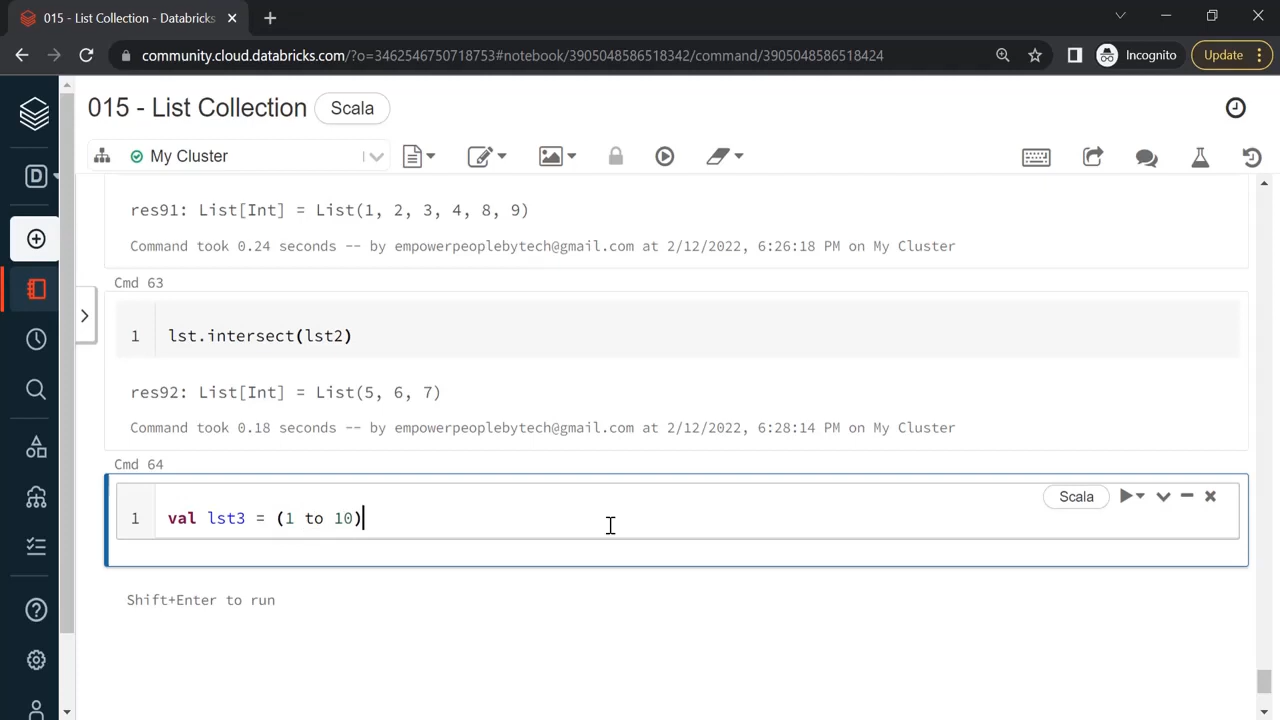 015 - List Collection - Databricks
community.cloud.databricks.com/?o=3462546750718753#notebook/3905048586518342/command/3905048586518424
Incognito
Update
015 - List Collection
Scala
D
My Cluster
res91: List[Int] = List(1, 2, 3, 4, 8, 9)
Command took 0.24 seconds -- by empowerpeoplebytech@gmail.com at 2/12/2022, 6:26:18 PM on My Cluster
Cmd 63
1 lst.intersect(lst2)
res92: List[Int] = List(5, 6, 7)
Command took 0.18 seconds -- by empowerpeoplebytech@gmail.com at 2/12/2022, 6:28:14 PM on My Cluster
Cmd 64
Scala
1 val lst3 = (1 to 10)
Shift+Enter to run